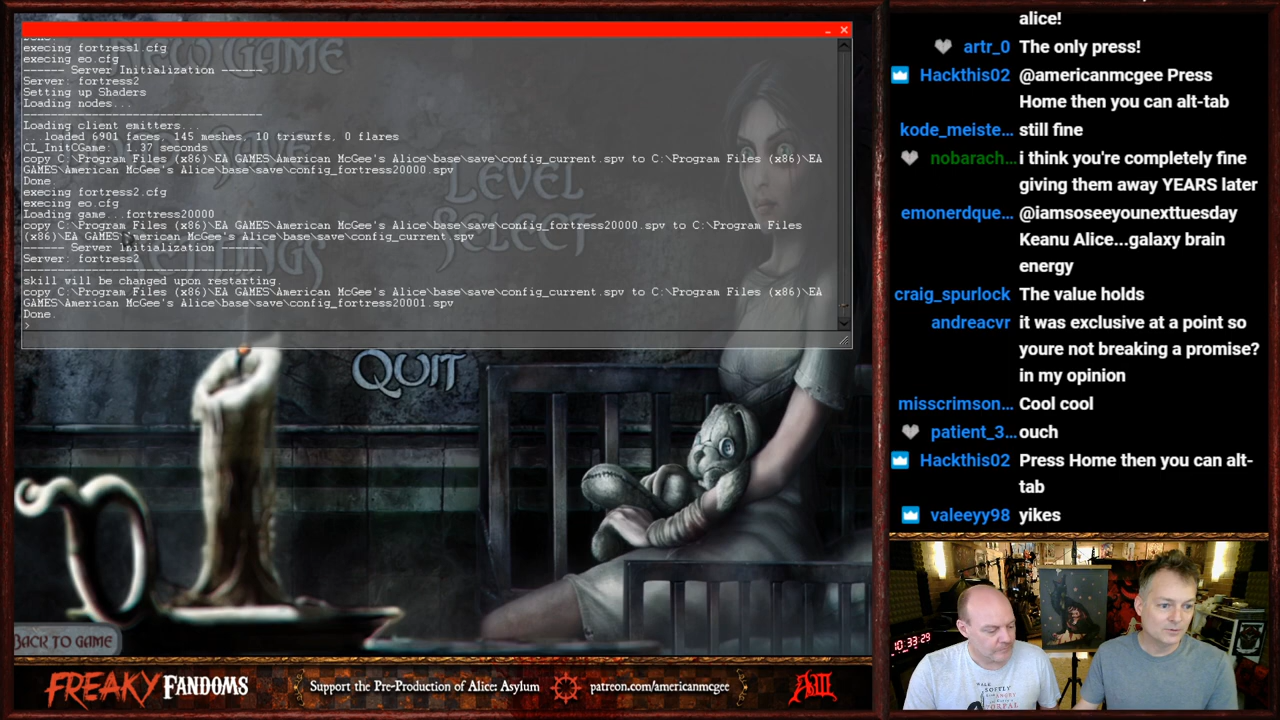 Done.
execing fortress1.cfg
execing eo.cfg
------ Server Initialization ------
Server: fortress2
Setting up Shaders
Loading nodes...
-----------------------------------
Loading client emitters.
...loaded 6901 faces, 145 meshes, 10 trisurfs, 0 flares
CL_InitCGame:  1.37 seconds
copy C:\Program Files (x86)\EA GAMES\American McGee's Alice\base\save\config_current.spv to C:\Program Files (x86)\EA
GAMES\American McGee's Alice\base\save\config_fortress20000.spv
Done.
execing fortress2.cfg
execing eo.cfg
Loading game...fortress20000
copy C:\Program Files (x86)\EA GAMES\American McGee's Alice\base\save\config_fortress20000.spv to C:\Program Files
(x86)\EA GAMES\American McGee's Alice\base\save\config_current.spv
------ Server Initialization ------
Server: fortress2
-----------------------------------
skill will be changed upon restarting.
copy C:\Program Files (x86)\EA GAMES\American McGee's Alice\base\save\config_current.spv to C:\Program Files (x86)\EA
GAMES\American McGee's Alice\base\save\config_fortress20001.spv
Done.
>
NEW GAME
LEVEL
SELECT
SETTINGS
QUIT
BACK TO GAME
alice!
artr_0 The only press!
Hackthis02 @americanmcgee Press
Home then you can alt-tab
kode_meiste... still fine
nobarach... i think you're completely fine
giving them away YEARS later
emonerdque... @iamsoseeyounexttuesday
Keanu Alice...galaxy brain
energy
craig_spurlock The value holds
andreacvr it was exclusive at a point so
youre not breaking a promise?
in my opinion
misscrimson... Cool cool
patient_3... ouch
Hackthis02 Press Home then you can alt-
tab
valeeyy98 yikes
10:33:29
FREAKY FANDOMS
Support the Pre-Production of Alice: Asylum
patreon.com/americanmcgee